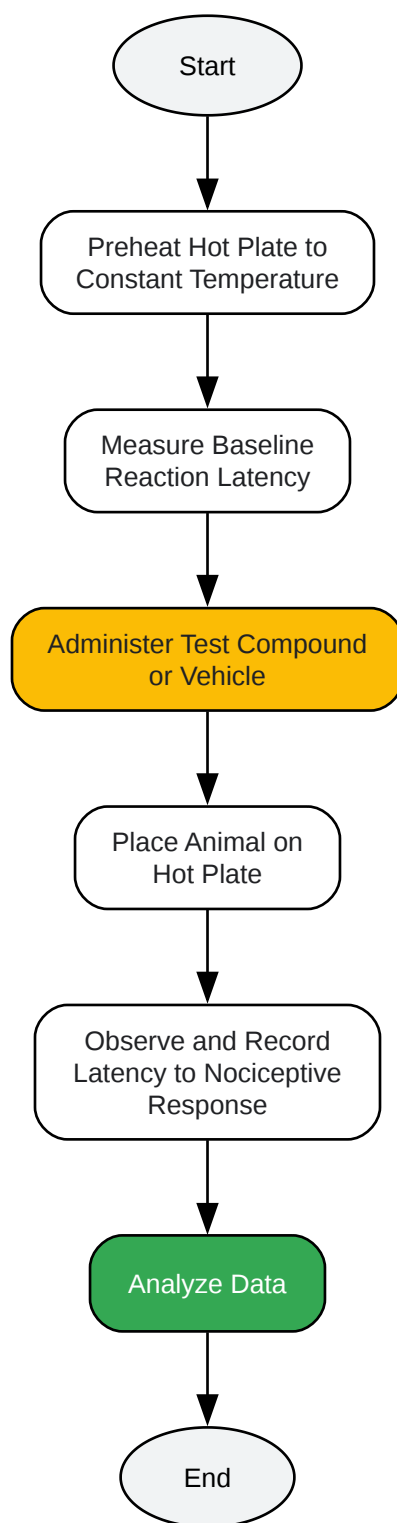 Start
Preheat Hot Plate to
Constant Temperature
Measure Baseline
Reaction Latency
Administer Test Compound
or Vehicle
Place Animal on
Hot Plate
Observe and Record
Latency to Nociceptive
Response
Analyze Data
End